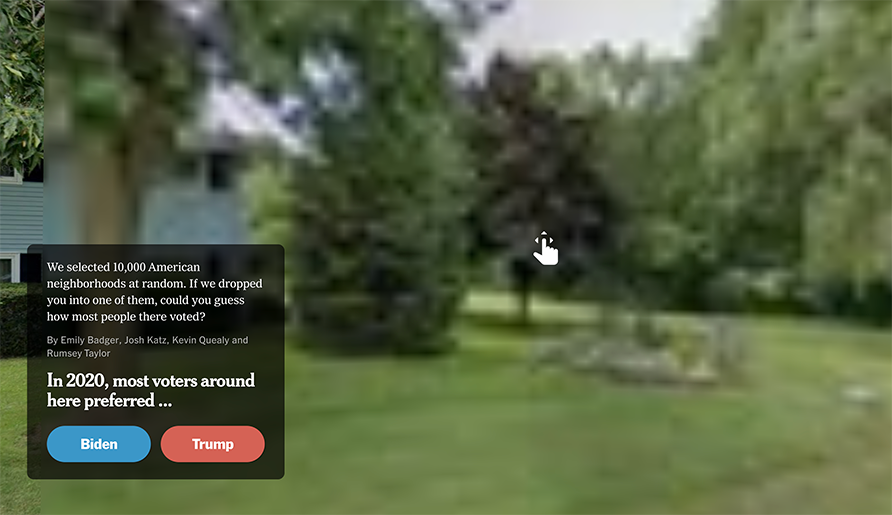 We selected 10,000 American
neighborhoods at random. If we dropped
you into one of them, could you guess
how most people there voted?
By Emily Badger, Josh Katz, Kevin Quealy and
Rumsey Taylor
In 2020, most voters around
here preferred ...
Biden
Trump